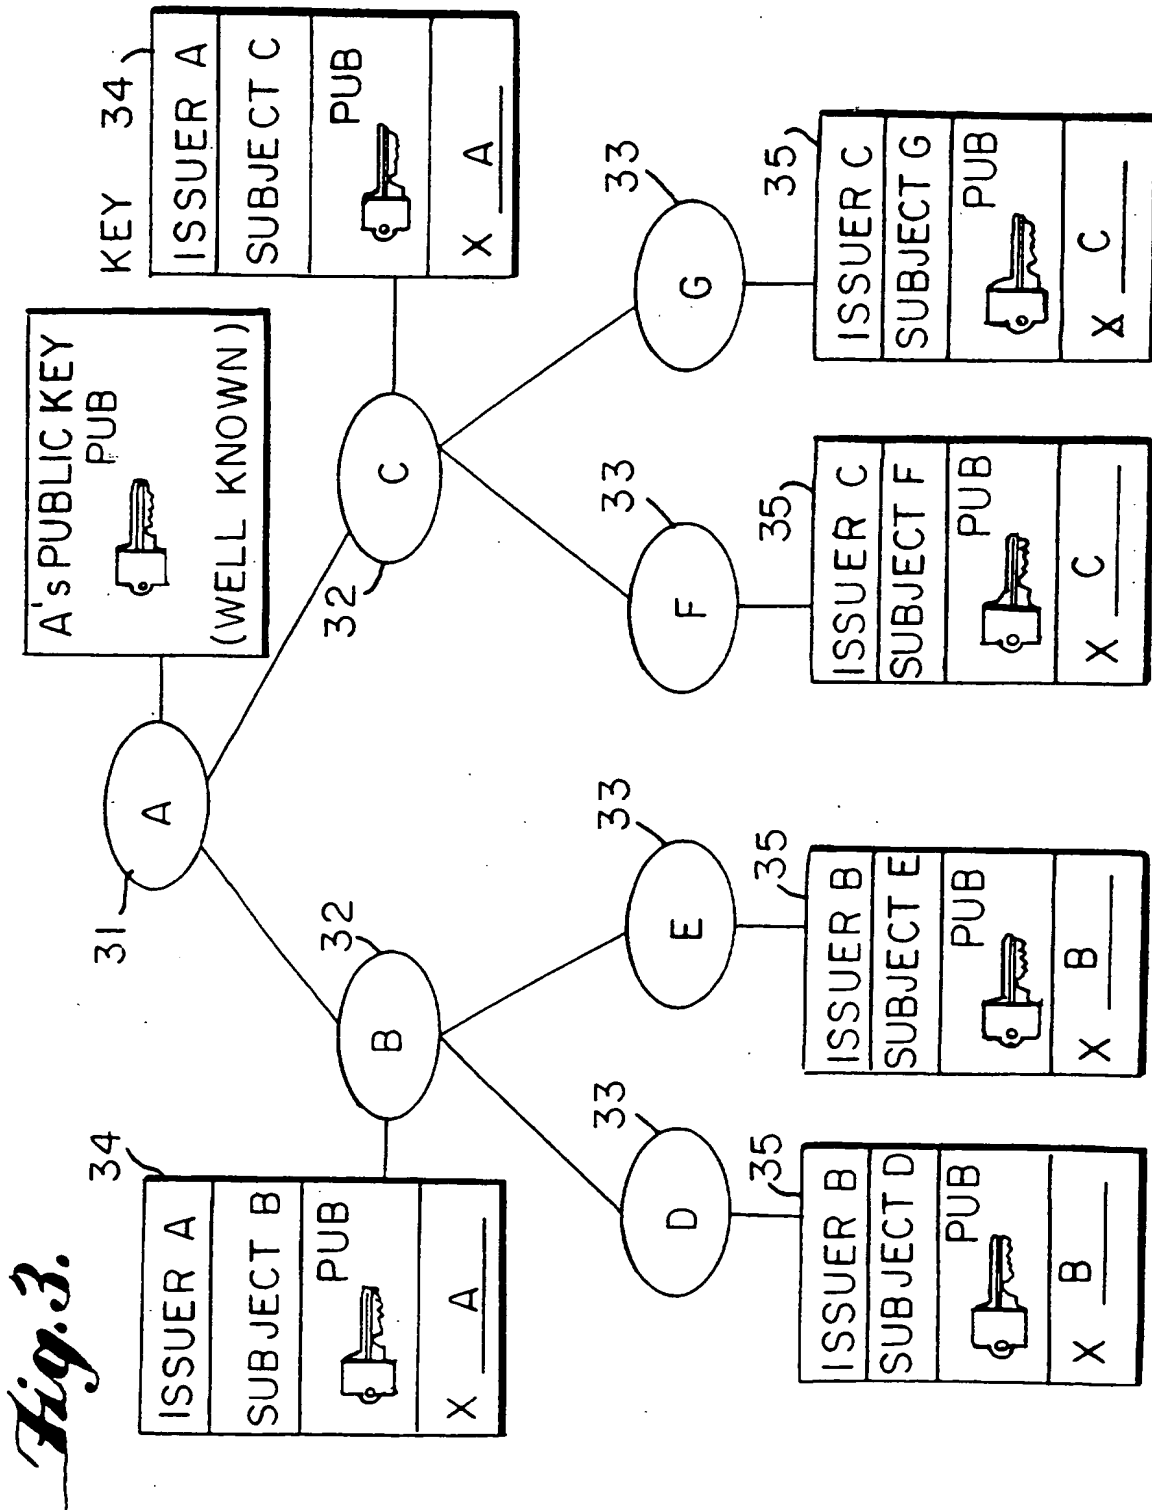 Fig. 3.
A's PUBLIC KEY
PUB
(WELL KNOWN)
KEY
34
ISSUER A
SUBJECT C
PUB
X A
31
A
34
ISSUER A
SUBJECT B
PUB
X A
32
B
32
C
33
D
33
E
33
F
33
G
35
ISSUER B
SUBJECT D
PUB
X B
35
ISSUER B
SUBJECT E
PUB
X B
35
ISSUER C
SUBJECT F
PUB
X C
35
ISSUER C
SUBJECT G
PUB
X C